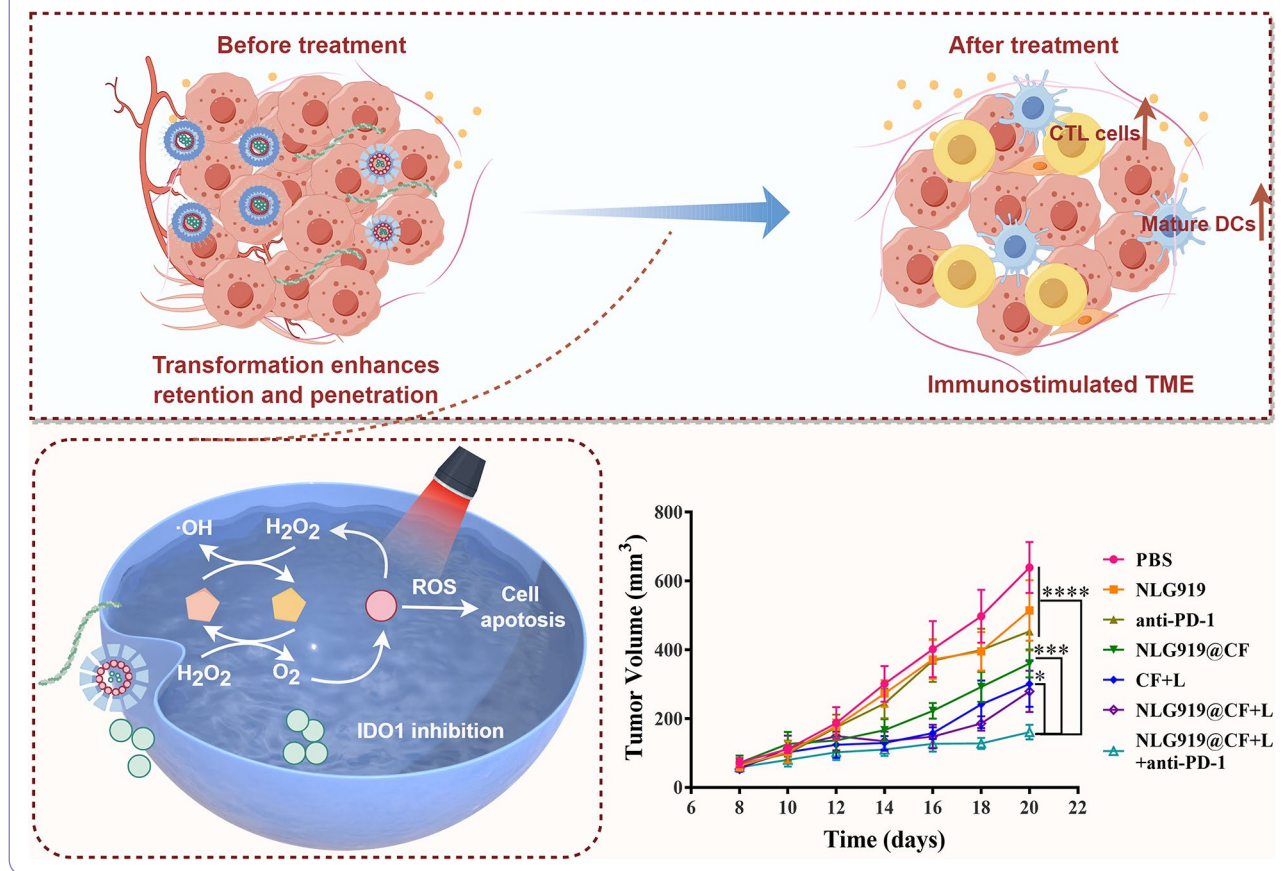 Before treatment
After treatment
CTL cells
Mature DCs
Transformation enhances
retention and penetration
Immunostimulated TME
·OH
H2O2
ROS
Cell
apotosis
H2O2
O2
IDO1 inhibition
Tumor Volume (mm³)
800
600
400
200
0
6
8
10
12
14
16
18
20
22
Time (days)
****
***
*
PBS
NLG919
anti-PD-1
NLG919@CF
CF+L
NLG919@CF+L
NLG919@CF+L
+anti-PD-1